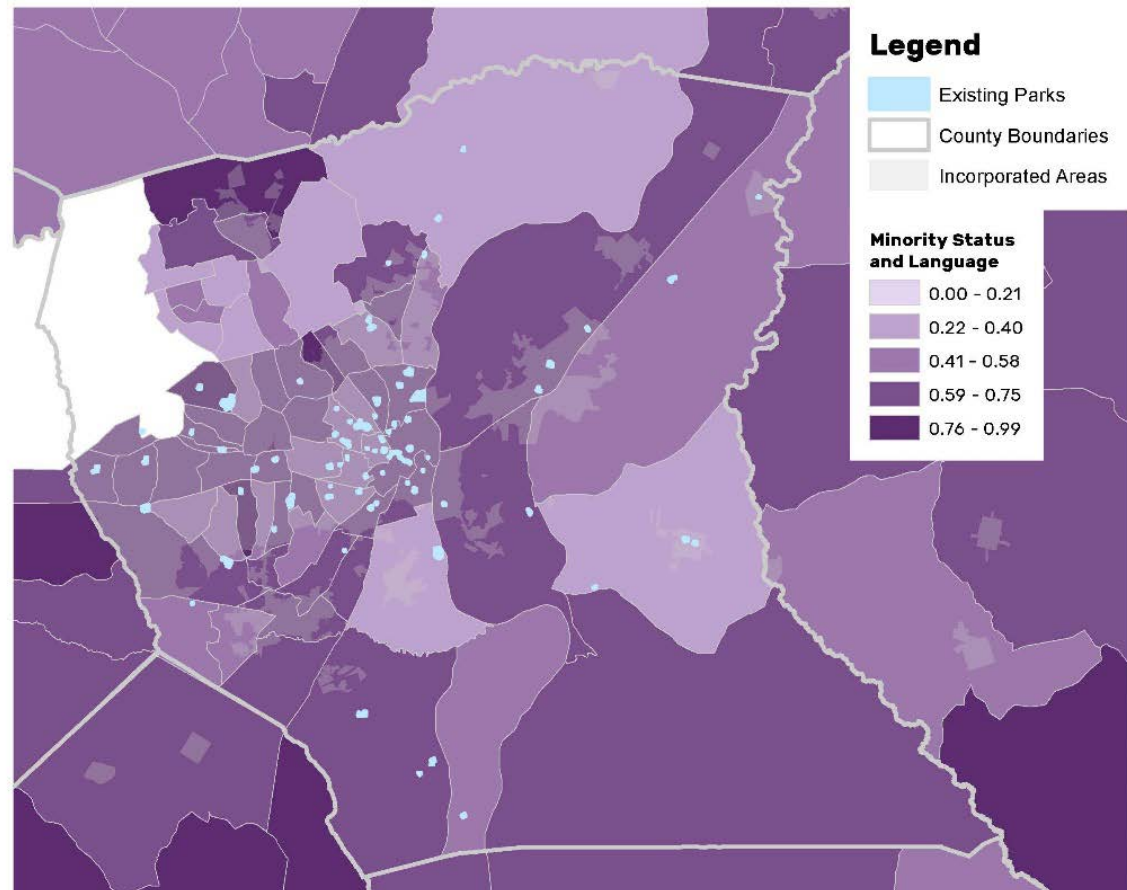 Legend
Existing Parks
County Boundaries
Incorporated Areas
Minority Status
and Language
0.00 - 0.21
0.22 - 0.40
0.41 - 0.58
0.59 - 0.75
0.76 - 0.99